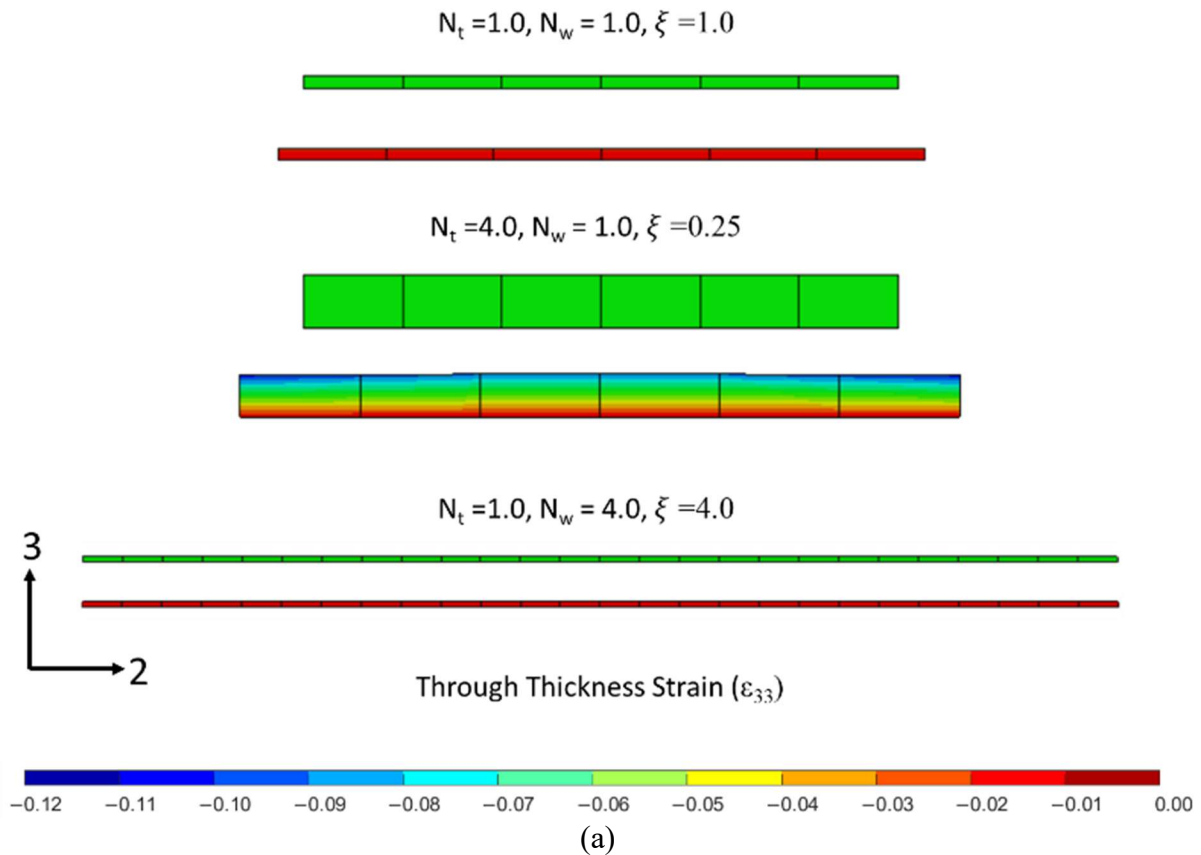 Nt =1.0, Nw = 1.0, ξ =1.0
Nt =4.0, Nw = 1.0, ξ =0.25
Nt =1.0, Nw = 4.0, ξ =4.0
3
2
Through Thickness Strain (ε33)
−0.12 −0.11 −0.10 −0.09 −0.08 −0.07 −0.06 −0.05 −0.04 −0.03 −0.02 −0.01 0.00
(a)